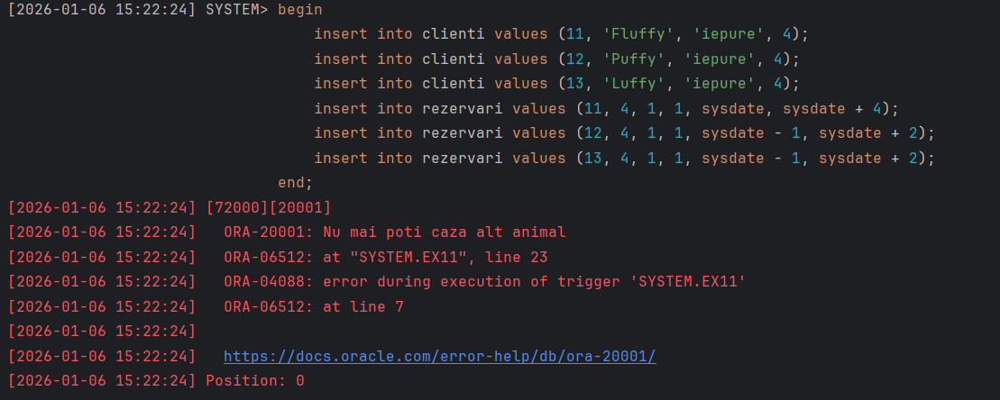 [2026-01-06 15:22:24] SYSTEM> begin
insert into clienti values (11, 'Fluffy', 'iepure', 4);
insert into clienti values (12, 'Puffy', 'iepure', 4);
insert into clienti values (13, 'Luffy', 'iepure', 4);
insert into rezervari values (11, 4, 1, 1, sysdate, sysdate + 4);
insert into rezervari values (12, 4, 1, 1, sysdate - 1, sysdate + 2);
insert into rezervari values (13, 4, 1, 1, sysdate - 1, sysdate + 2);
end;
[2026-01-06 15:22:24] [72000][20001]
[2026-01-06 15:22:24] ORA-20001: Nu mai poti caza alt animal
[2026-01-06 15:22:24] ORA-06512: at "SYSTEM.EX11", line 23
[2026-01-06 15:22:24] ORA-04088: error during execution of trigger 'SYSTEM.EX11'
[2026-01-06 15:22:24] ORA-06512: at line 7
[2026-01-06 15:22:24]
[2026-01-06 15:22:24] https://docs.oracle.com/error-help/db/ora-20001/
[2026-01-06 15:22:24] Position: 0